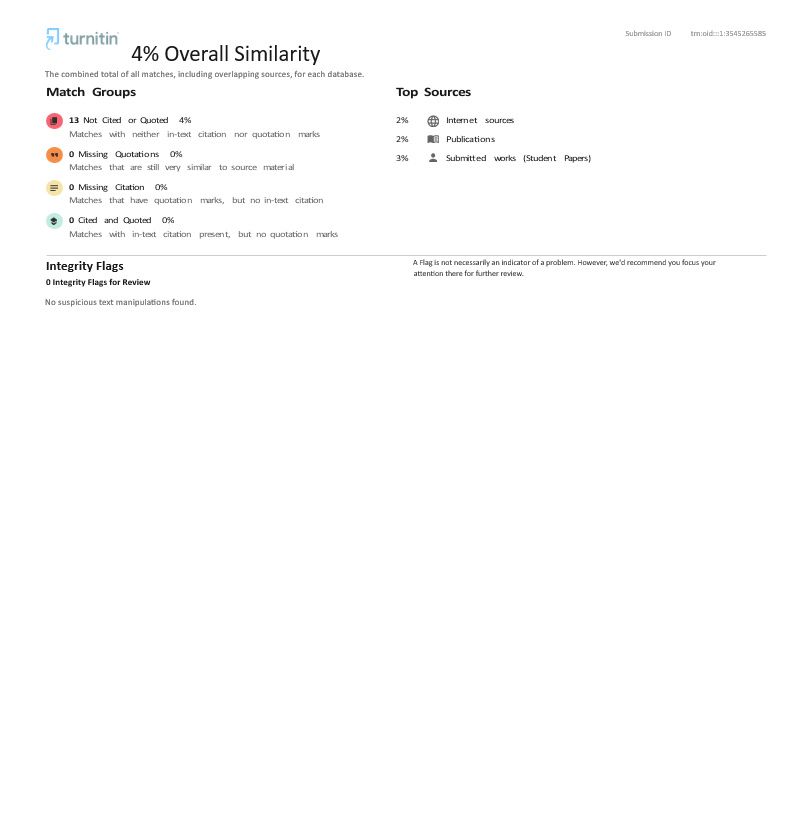 turnitin
Submission ID trn:oid:::1:3545265585
4% Overall Similarity
The combined total of all matches, including overlapping sources, for each database.
Match Groups
13 Not Cited or Quoted 4%
Matches with neither in-text citation nor quotation marks
0 Missing Quotations 0%
Matches that are still very similar to source material
0 Missing Citation 0%
Matches that have quotation marks, but no in-text citation
0 Cited and Quoted 0%
Matches with in-text citation present, but no quotation marks
Top Sources
2% Internet sources
2% Publications
3% Submitted works (Student Papers)
Integrity Flags
0 Integrity Flags for Review
No suspicious text manipulations found.
A Flag is not necessarily an indicator of a problem. However, we'd recommend you focus your
attention there for further review.